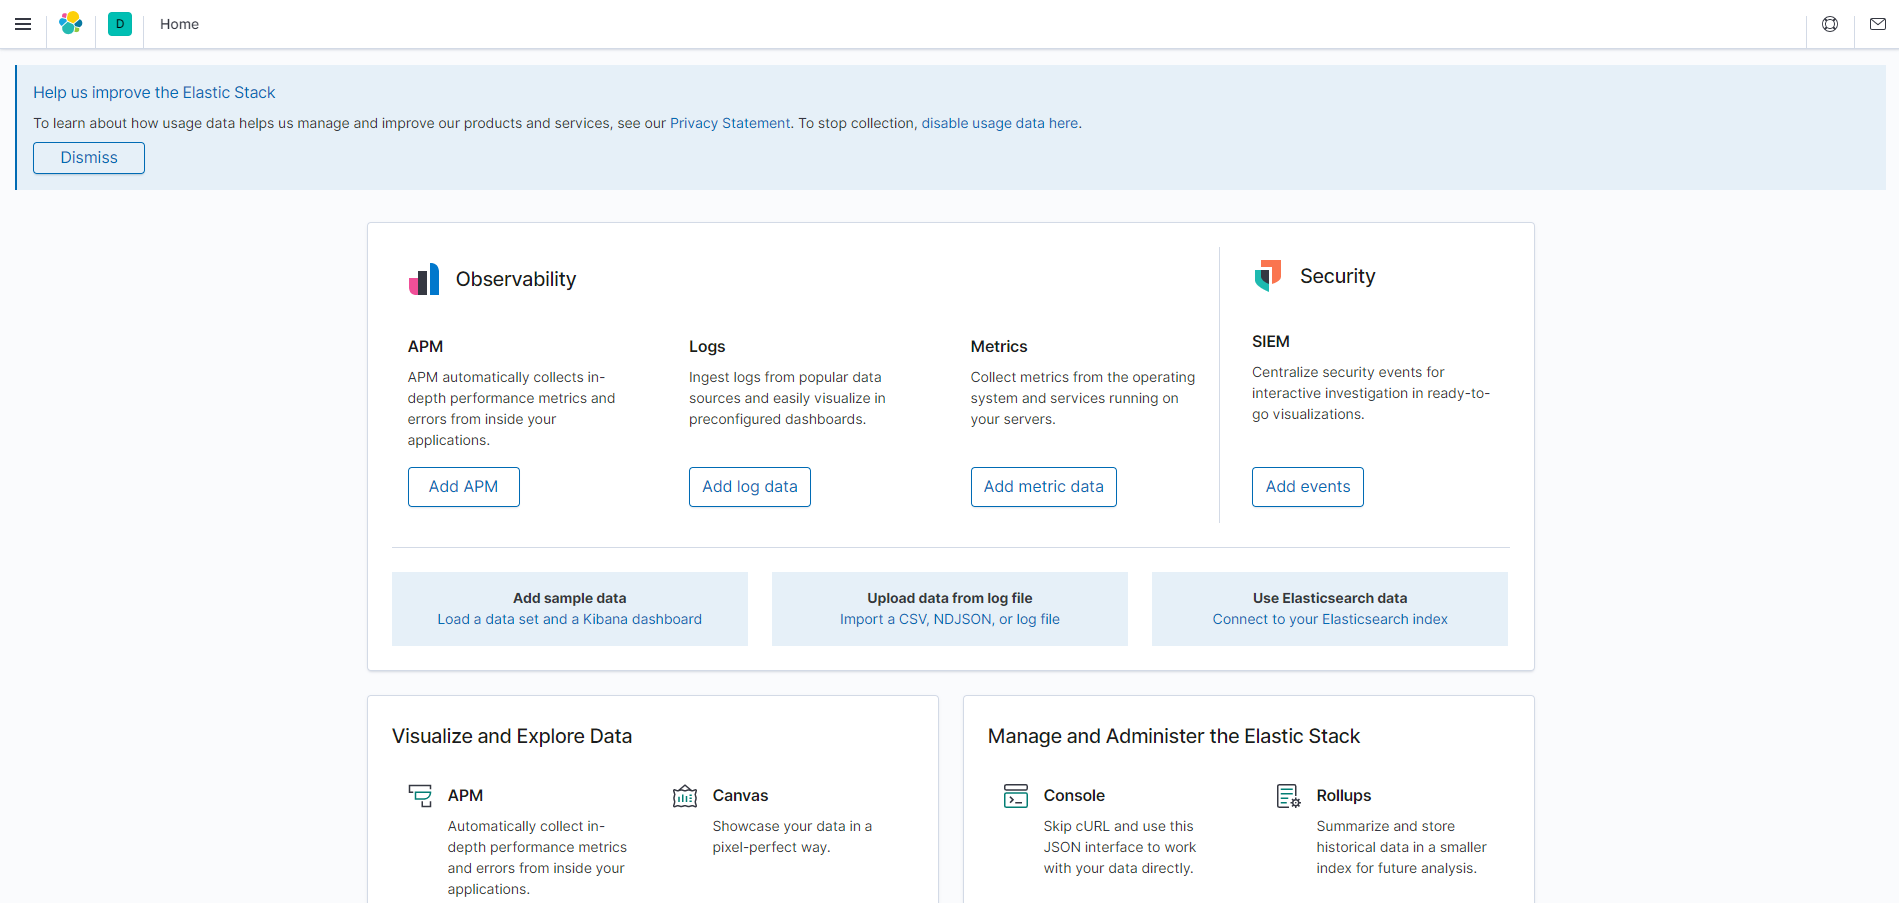 D
Home
Help us improve the Elastic Stack
To learn about how usage data helps us manage and improve our products and services, see our Privacy Statement. To stop collection, disable usage data here.
Dismiss
Observability
APM
APM automatically collects in-
depth performance metrics and
errors from inside your
applications.
Add APM
Logs
Ingest logs from popular data
sources and easily visualize in
preconfigured dashboards.
Add log data
Metrics
Collect metrics from the operating
system and services running on
your servers.
Add metric data
Security
SIEM
Centralize security events for
interactive investigation in ready-to-
go visualizations.
Add events
Add sample data
Load a data set and a Kibana dashboard
Upload data from log file
Import a CSV, NDJSON, or log file
Use Elasticsearch data
Connect to your Elasticsearch index
Visualize and Explore Data
APM
Automatically collect in-
depth performance metrics
and errors from inside your
applications.
Canvas
Showcase your data in a
pixel-perfect way.
Manage and Administer the Elastic Stack
Console
Skip cURL and use this
JSON interface to work
with your data directly.
Rollups
Summarize and store
historical data in a smaller
index for future analysis.